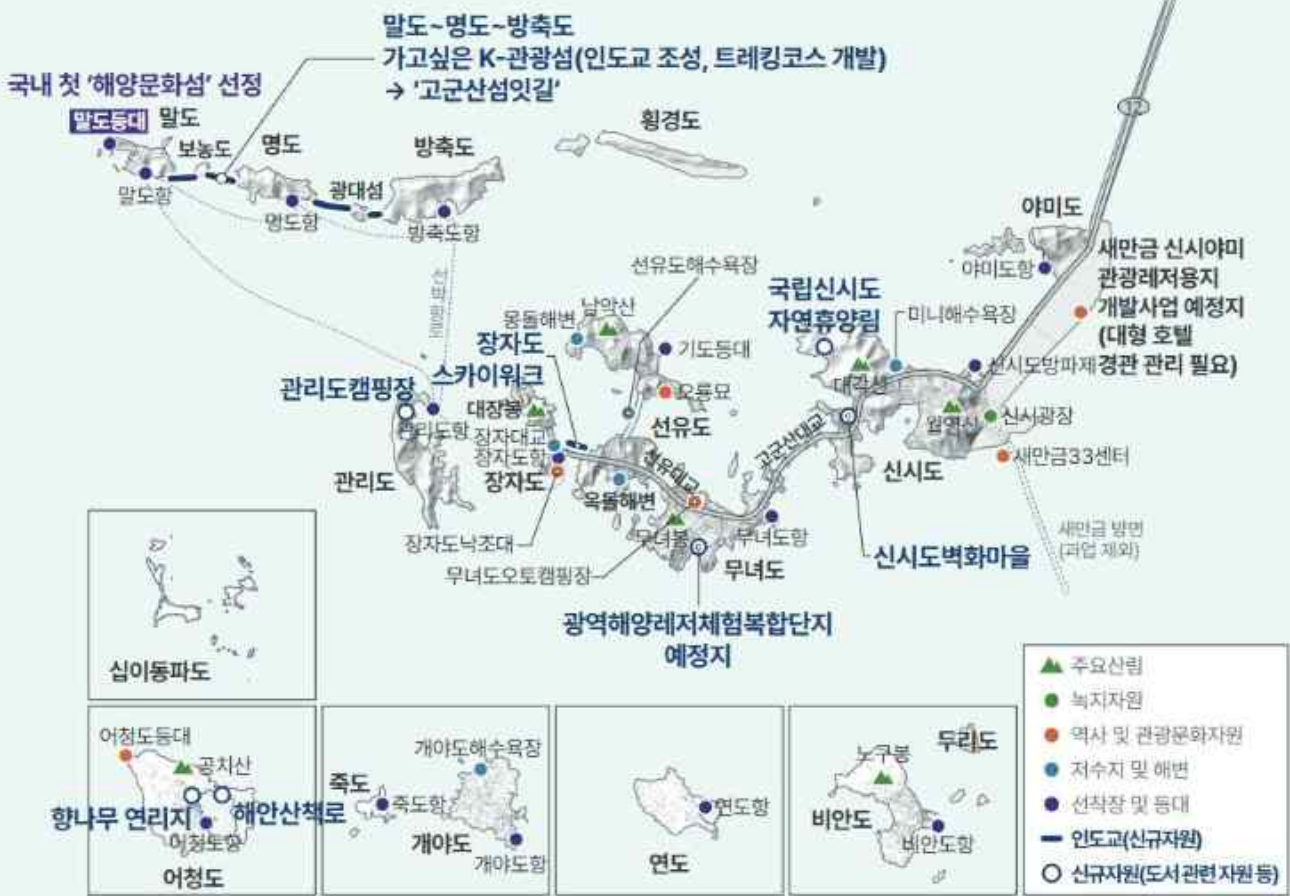 말도~명도~방축도
가고싶은 K-관광섬(인도교 조성, 트레킹코스 개발)
→ '고군산섬잇길'
국내 첫 '해양문화섬' 선정
말도등대
말도
보농도
명도
방축도
횡경도
12
말도항
광대섬
명도항
방축도항
선박항로
야미도
야미도항
새만금 신시야미
관광레저용지
개발사업 예정지
(대형 호텔
경관 관리 필요)
선유도해수욕장
국립신시도
자연휴양림
미니해수욕장
몽돌해변
남악산
기도등대
장자도
스카이워크
대각산
신시도방파제
관리도캠핑장
관리도항
대장봉
오룡묘
선유도
월영산
신시광장
장자대교
장자도항
장자도
관리도
선유대교
고군산대교
신시도
새만금33센터
옥돌해변
장자도낙조대
무녀봉
무녀도항
무녀도오토캠핑장
무녀도
신시도벽화마을
새만금 방면
(과업 제외)
광역해양레저체험복합단지
예정지
십이동파도
어청도등대
공치산
향나무 연리지
해안산책로
어청도항
어청도
개야도해수욕장
죽도
죽도항
개야도
개야도항
연도항
연도
노구봉
두리도
비안도
비안도항
주요산림
녹지자원
역사 및 관광문화자원
저수지 및 해변
선착장 및 등대
인도교(신규자원)
신규자원(도서 관련 자원 등)